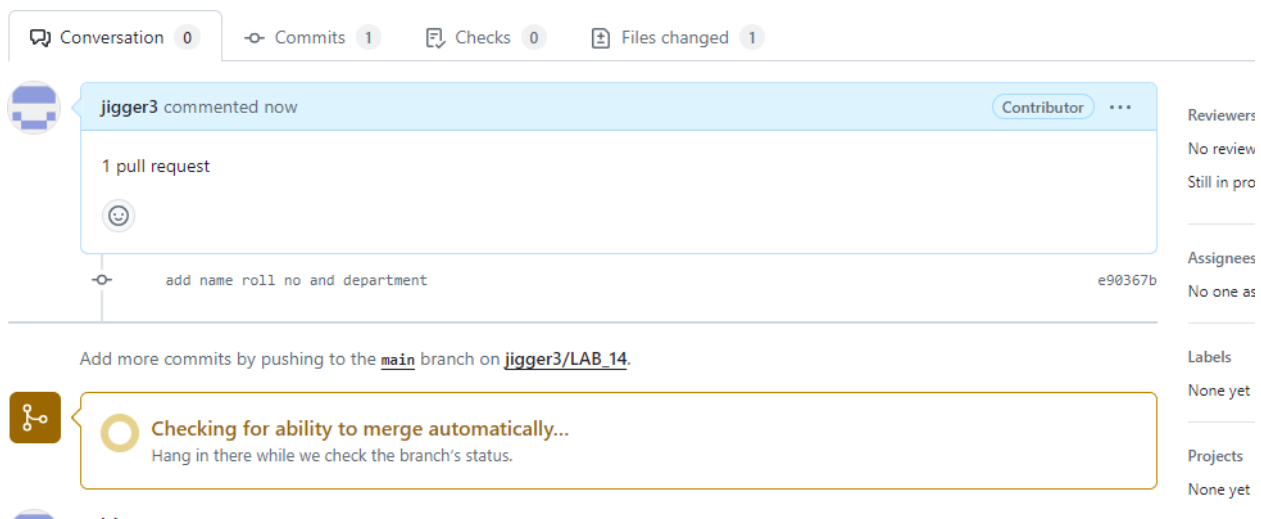 Conversation 0 Commits 1 Checks 0 Files changed 1
jigger3 commented now Contributor
1 pull request
add name roll no and department e90367b
Add more commits by pushing to the main branch on jigger3/LAB_14.
Checking for ability to merge automatically...
Hang in there while we check the branch's status.
Reviewers
No review
Still in pro
Assignees
No one as
Labels
None yet
Projects
None yet